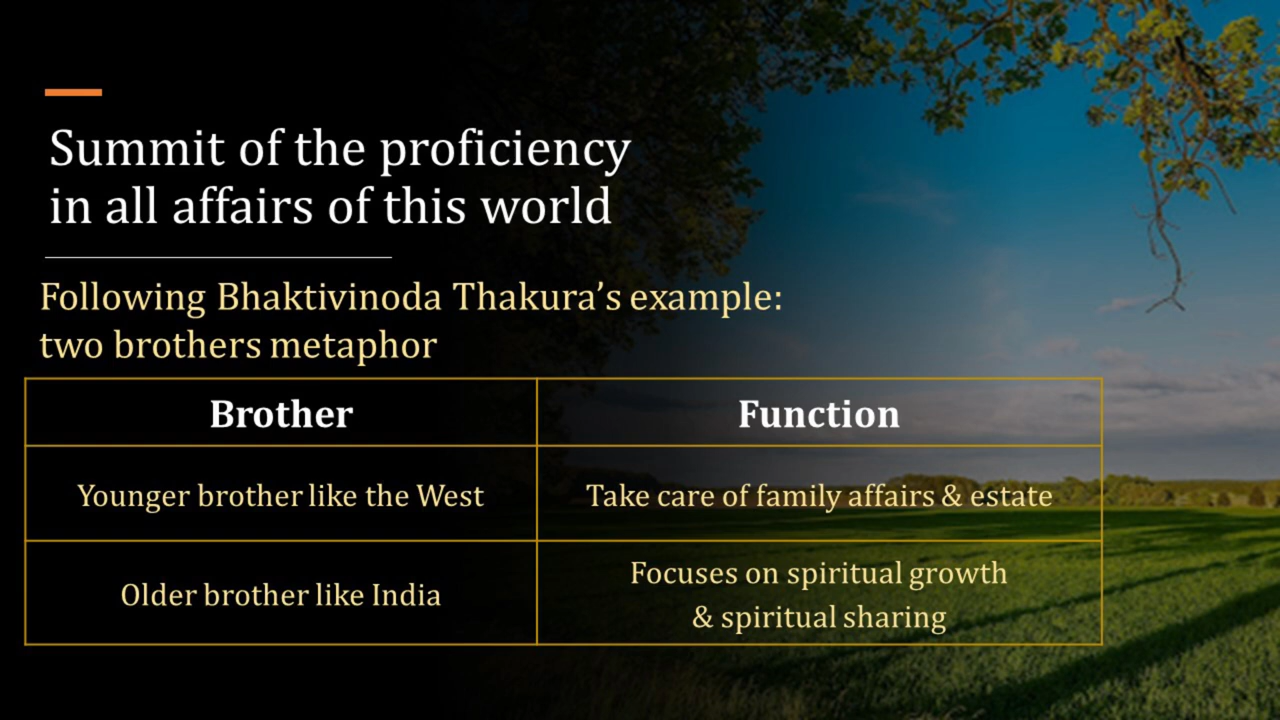 Summit of the proficiency
in all affairs of this world
Following Bhaktivinoda Thakura’s example:
two brothers metaphor
Brother
Function
Younger brother like the West
Take care of family affairs & estate
Older brother like India
Focuses on spiritual growth
& spiritual sharing